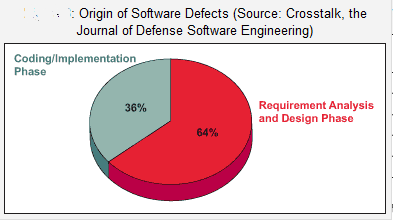 : Origin of Software Defects (Source: Crosstalk, the
Journal of Defense Software Engineering)
Coding/Implementation
Phase
36%
Requirement Analysis
and Design Phase
64%